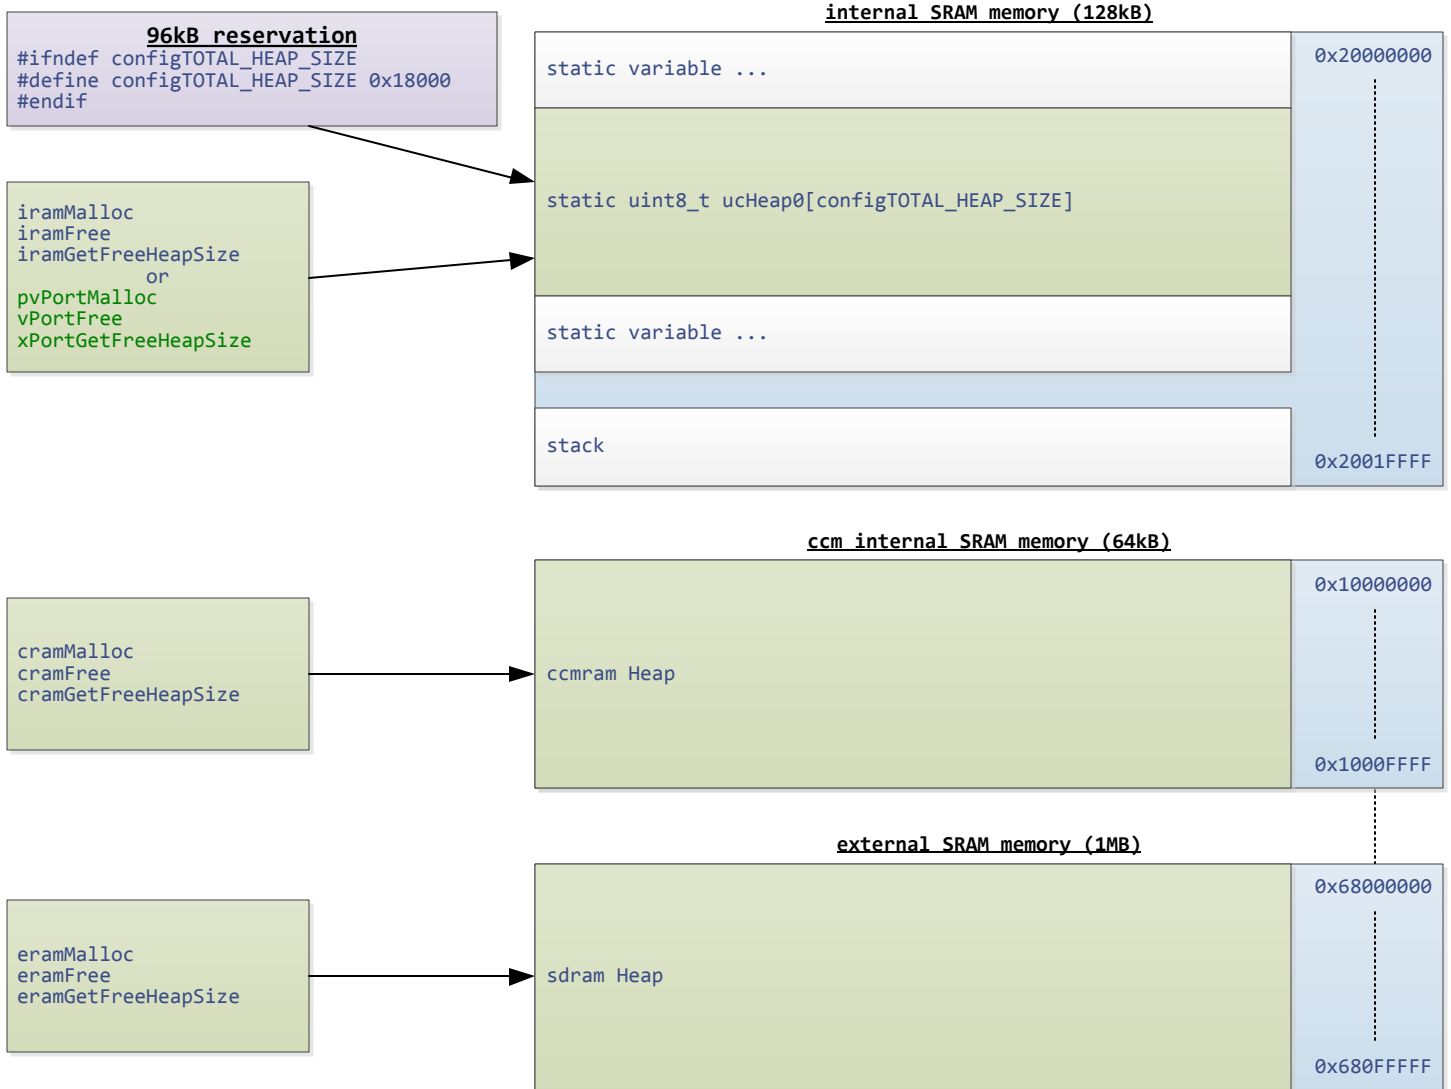 96kB reservation
#ifndef configTOTAL_HEAP_SIZE
#define configTOTAL_HEAP_SIZE 0x18000
#endif
iramMalloc
iramFree
iramGetFreeHeapSize
or
pvPortMalloc
vPortFree
xPortGetFreeHeapSize
internal SRAM memory (128kB)
static variable ...
0x20000000
static uint8_t ucHeap0[configTOTAL_HEAP_SIZE]
static variable ...
stack
0x2001FFFF
ccm internal SRAM memory (64kB)
cramMalloc
cramFree
cramGetFreeHeapSize
ccmram Heap
0x10000000
0x1000FFFF
external SRAM memory (1MB)
eramMalloc
eramFree
eramGetFreeHeapSize
sdram Heap
0x68000000
0x680FFFFF